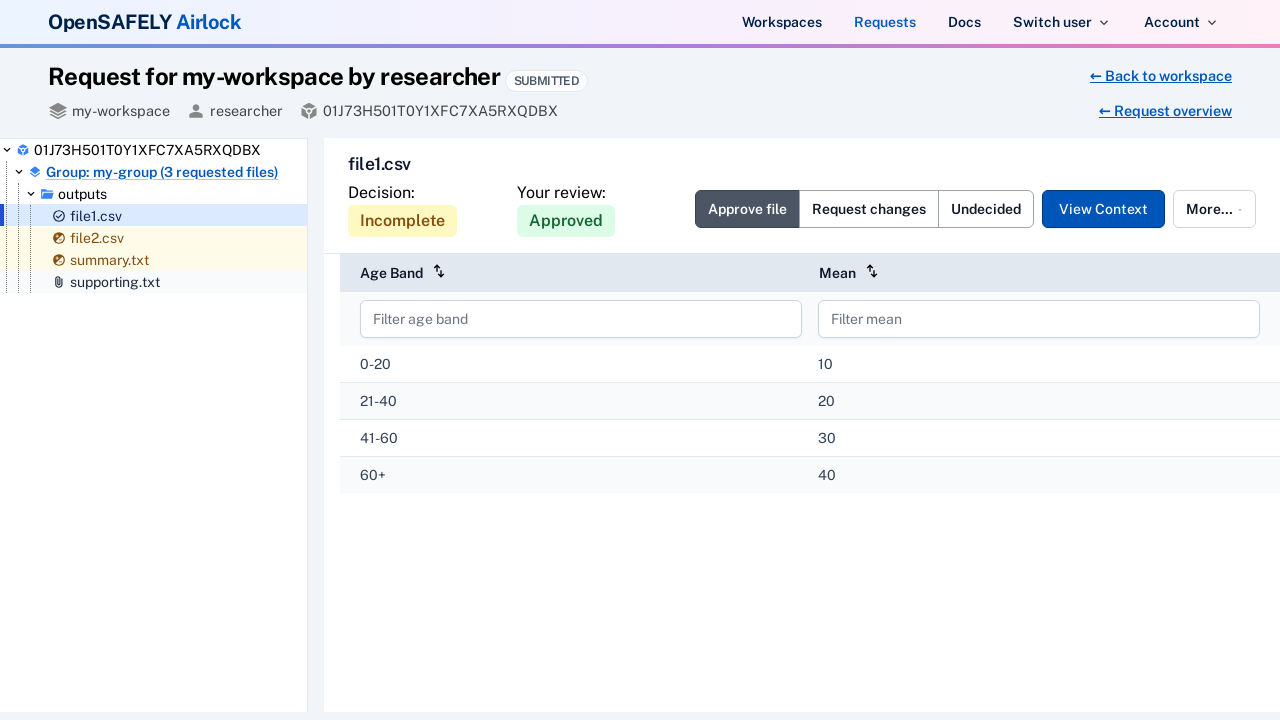 OpenSAFELY Airlock
Workspaces Requests Docs Switch user Account
Request for my-workspace by researcher SUBMITTED
← Back to workspace
my-workspace researcher 01J73H501T0Y1XFC7XA5RXQDBX
← Request overview
01J73H501T0Y1XFC7XA5RXQDBX
Group: my-group (3 requested files)
outputs
file1.csv
file2.csv
summary.txt
supporting.txt
file1.csv
Decision:
Incomplete
Your review:
Approved
Approve file Request changes Undecided View Context More...
Age Band Mean
Filter age band Filter mean
0-20 10
21-40 20
41-60 30
60+ 40